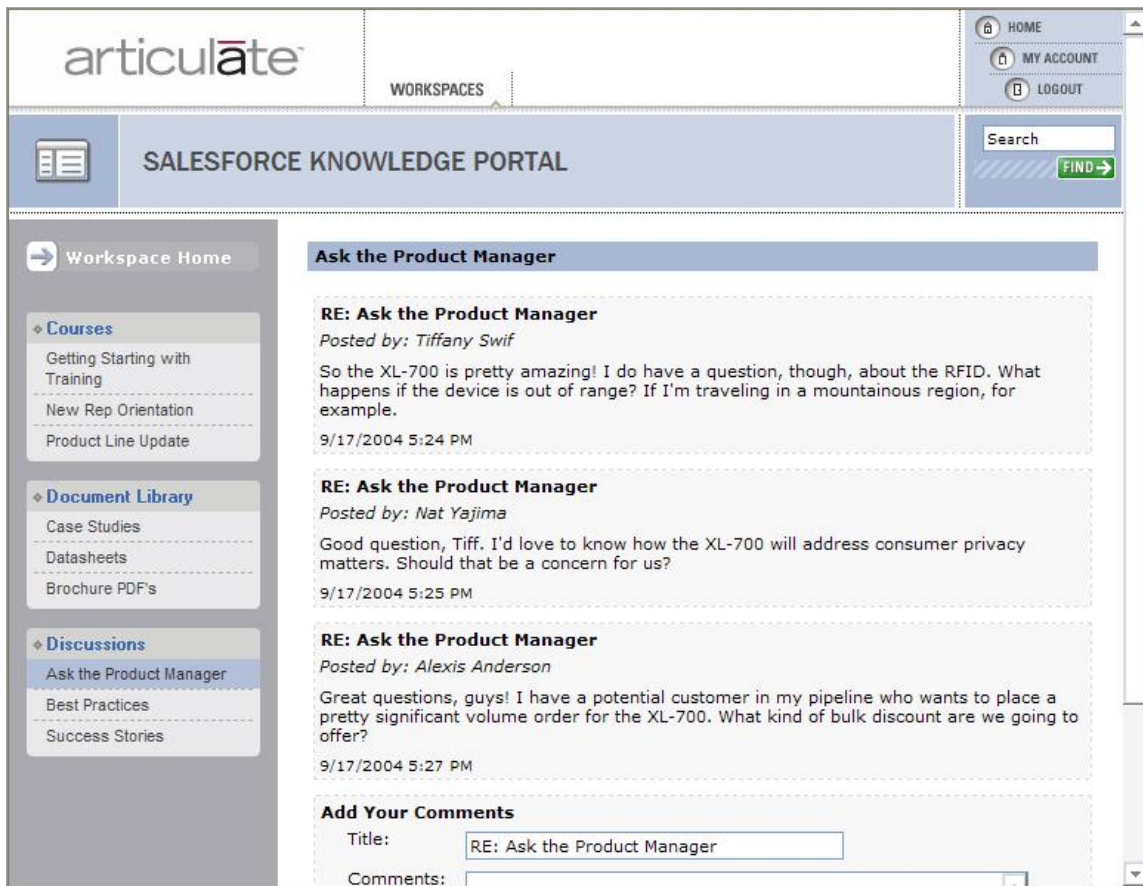 articulāte™
WORKSPACES
HOME
MY ACCOUNT
LOGOUT
SALESFORCE KNOWLEDGE PORTAL
Search
FIND
Workspace Home
Courses
Getting Starting with
Training
New Rep Orientation
Product Line Update
Document Library
Case Studies
Datasheets
Brochure PDF's
Discussions
Ask the Product Manager
Best Practices
Success Stories
Ask the Product Manager
RE: Ask the Product Manager
Posted by: Tiffany Swif
So the XL-700 is pretty amazing! I do have a question, though, about the RFID. What
happens if the device is out of range? If I'm traveling in a mountainous region, for
example.
9/17/2004 5:24 PM
RE: Ask the Product Manager
Posted by: Nat Yajima
Good question, Tiff. I'd love to know how the XL-700 will address consumer privacy
matters. Should that be a concern for us?
9/17/2004 5:25 PM
RE: Ask the Product Manager
Posted by: Alexis Anderson
Great questions, guys! I have a potential customer in my pipeline who wants to place a
pretty significant volume order for the XL-700. What kind of bulk discount are we going to
offer?
9/17/2004 5:27 PM
Add Your Comments
Title: RE: Ask the Product Manager
Comments: